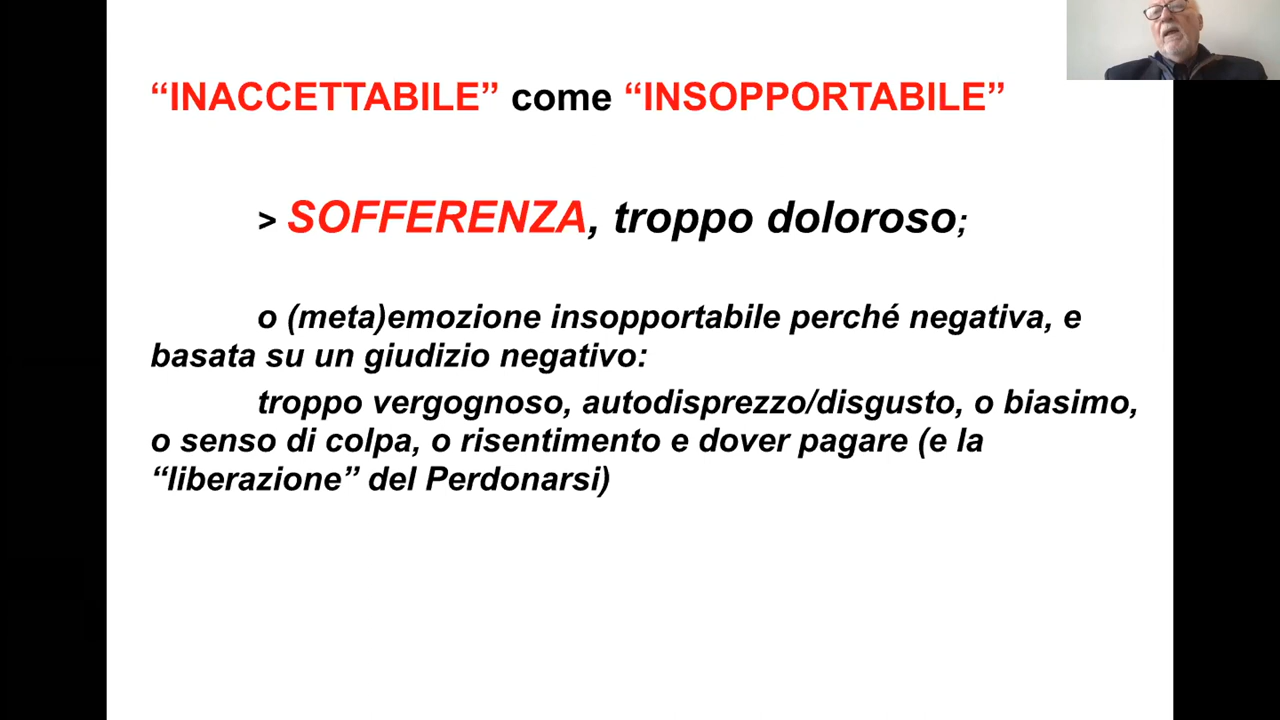 “INACCETTABILE” come “INSOPPORTABILE”
> SOFFERENZA, troppo doloroso;
o (meta)emozione insopportabile perché negativa, e
basata su un giudizio negativo:
troppo vergognoso, autodisprezzo/disgusto, o biasimo,
o senso di colpa, o risentimento e dover pagare (e la
“liberazione” del Perdonarsi)